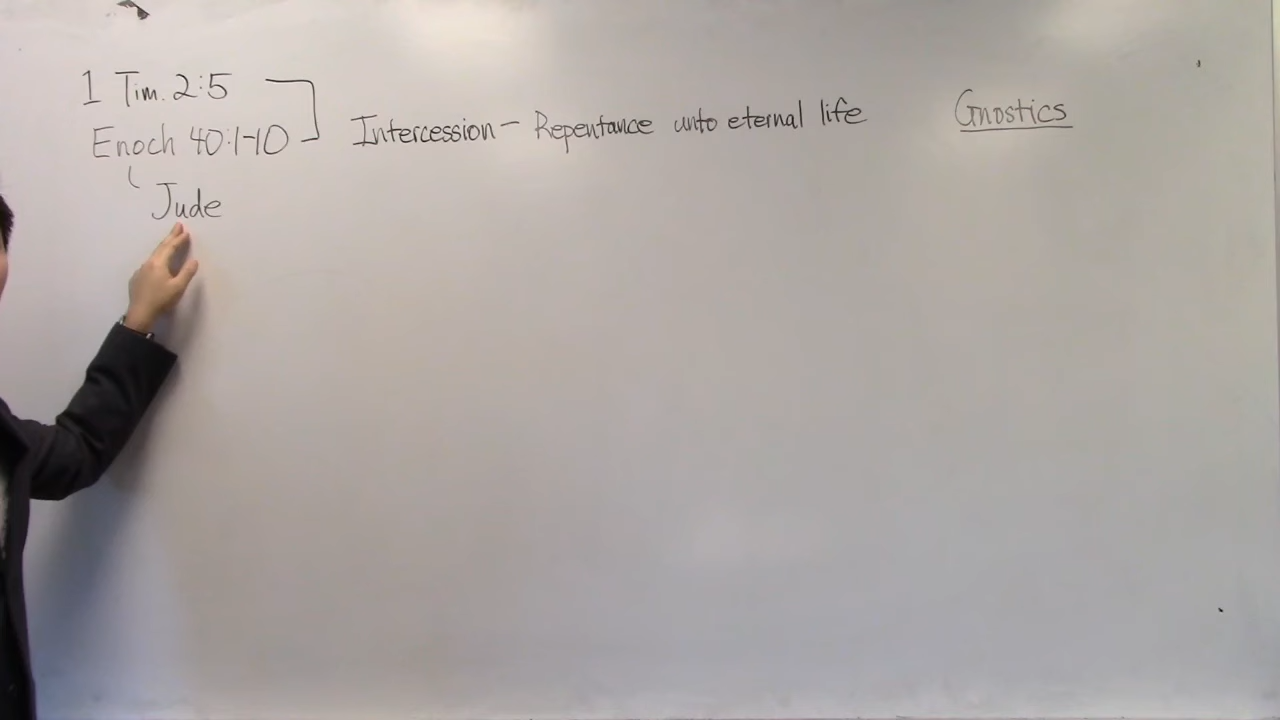 1 Tim. 2:5
Enoch 40:1-10
Jude
Intercession - Repentance unto eternal life
Gnostics